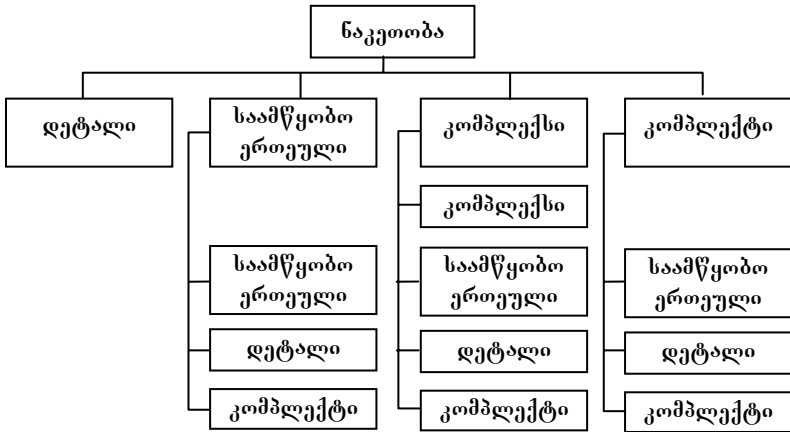 ნაკეთობა
დეტალი
საამწყობო
ერთეული
კომპლექსი
კომპლექტი
კომპლექსი
საამწყობო
ერთეული
საამწყობო
ერთეული
საამწყობო
ერთეული
დეტალი
დეტალი
დეტალი
კომპლექტი
კომპლექტი
კომპლექტი